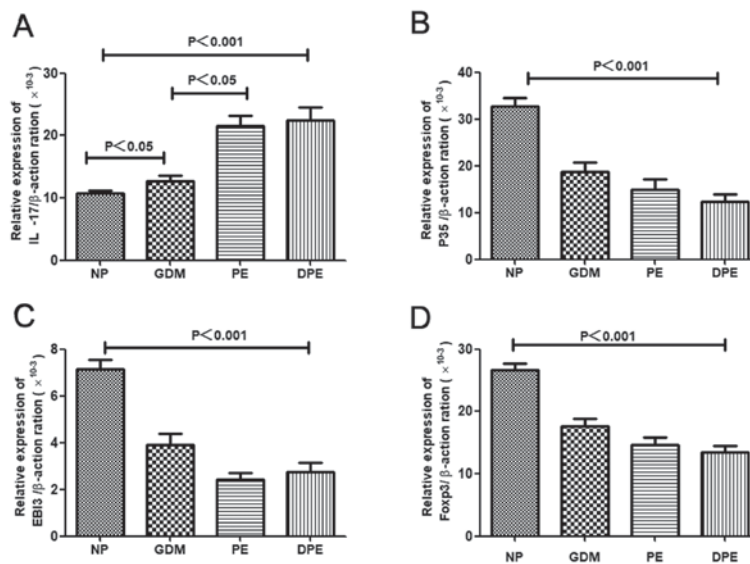 A
P<0.001
P<0.05
P<0.05
Relative expression of
IL -17/β-action ration ( ×10-3)
30
20
10
0
NP GDM PE DPE
B
P<0.001
Relative expression of
P35 /β-action ration ( ×10-3)
40
30
20
10
0
NP GDM PE DPE
C
P<0.001
Relative expression of
EBI3 /β-action ration ( ×10-3)
8
6
4
2
0
NP GDM PE DPE
D
P<0.001
Relative expression of
Foxp3/ β-action ration ( ×10-3)
30
20
10
0
NP GDM PE DPE